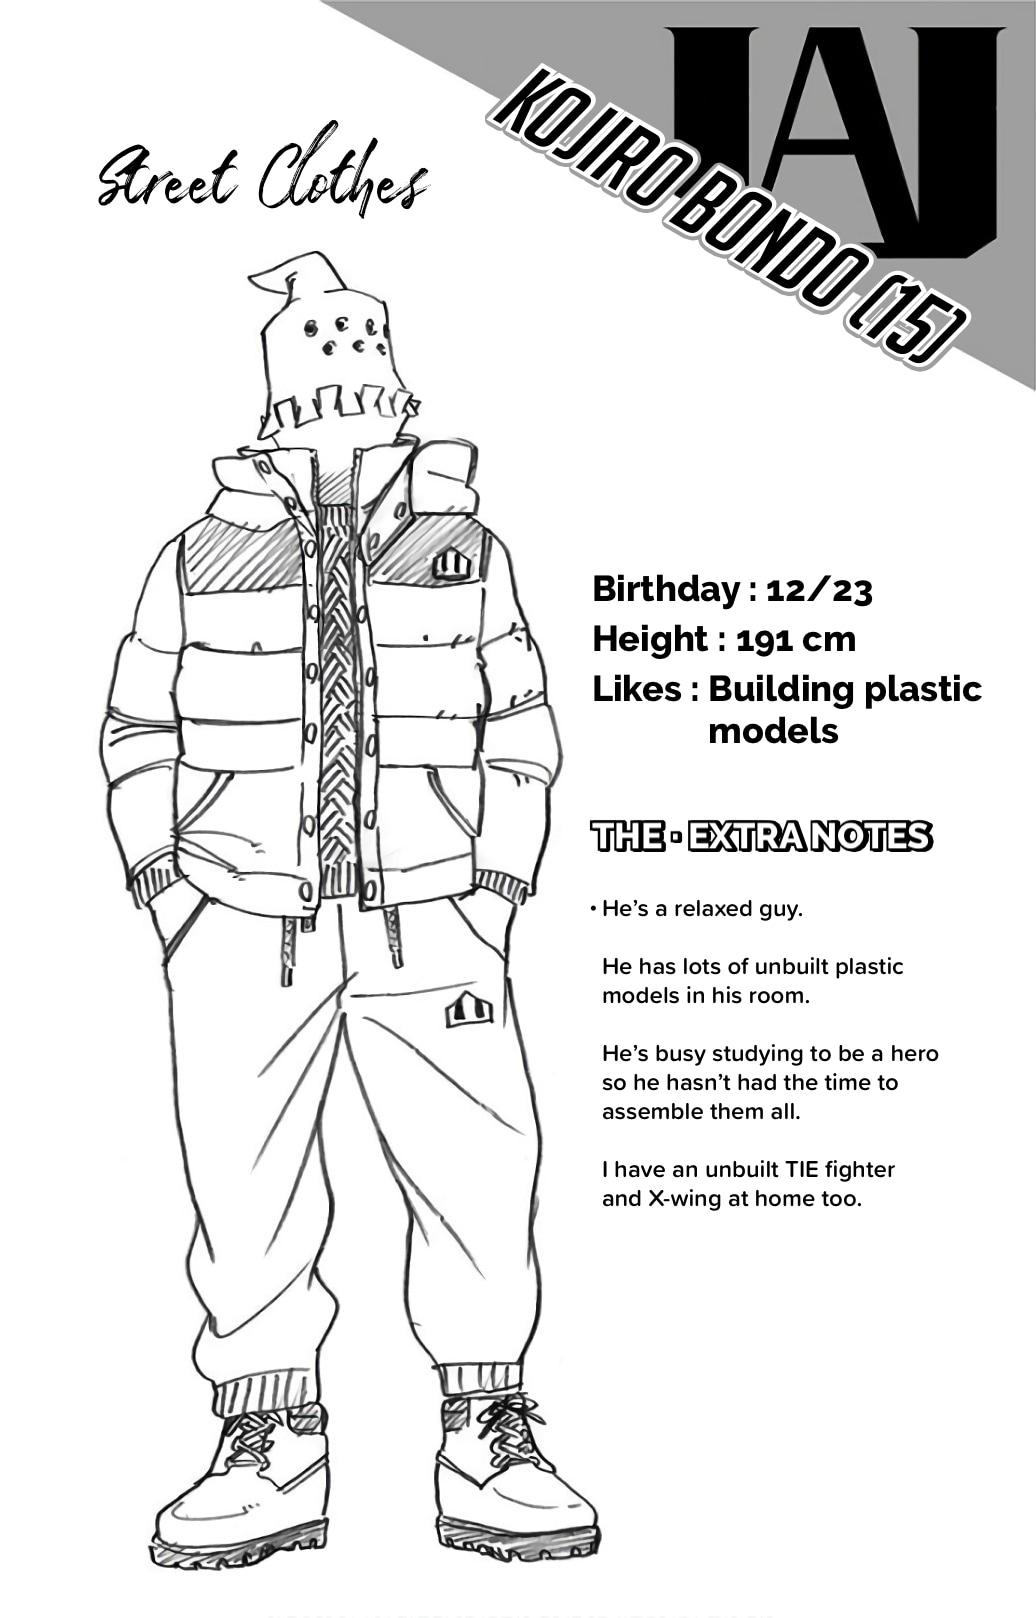 Street Clothes
UA
KOJIRO BONDO (15)
Birthday : 12/23
Height : 191 cm
Likes : Building plastic
models
THE · EXTRA NOTES
• He's a relaxed guy.
He has lots of unbuilt plastic
models in his room.
He's busy studying to be a hero
so he hasn't had the time to
assemble them all.
I have an unbuilt TIE fighter
and X-wing at home too.